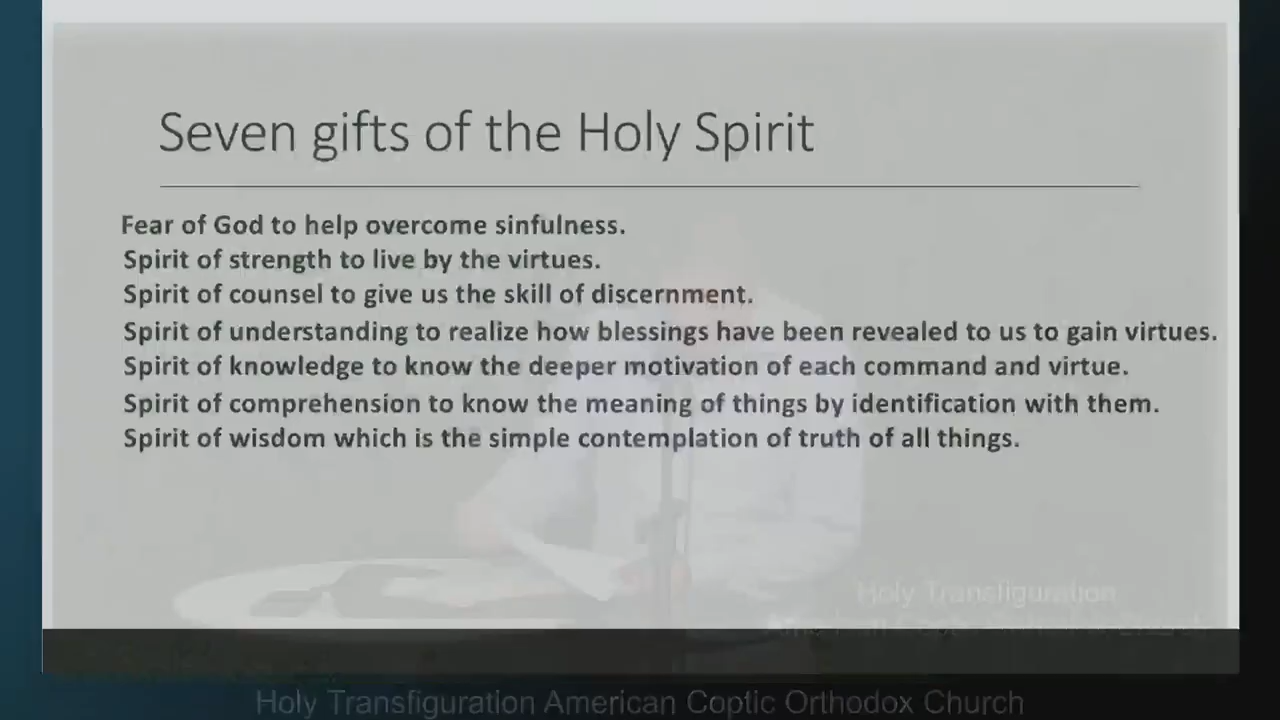 Seven gifts of the Holy Spirit
Fear of God to help overcome sinfulness.
Spirit of strength to live by the virtues.
Spirit of counsel to give us the skill of discernment.
Spirit of understanding to realize how blessings have been revealed to us to gain virtues.
Spirit of knowledge to know the deeper motivation of each command and virtue.
Spirit of comprehension to know the meaning of things by identification with them.
Spirit of wisdom which is the simple contemplation of truth of all things.
Holy Transfiguration
Holy Transfiguration American Coptic Orthodox Church